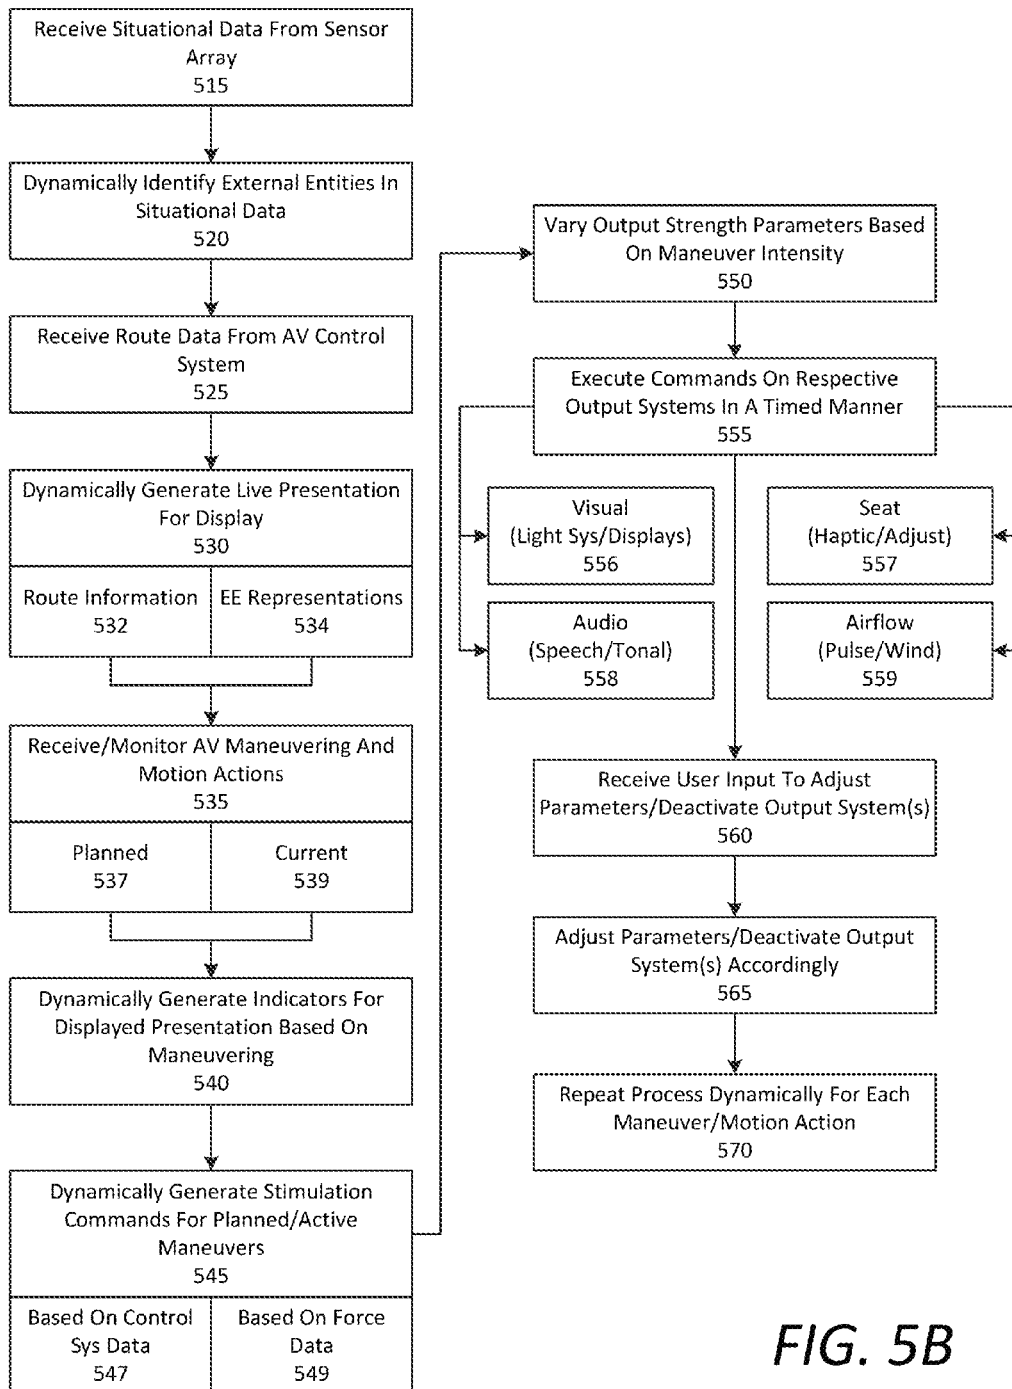 Receive Situational Data From Sensor
Array
515
Dynamically Identify External Entities In
Situational Data
520
Receive Route Data From AV Control
System
525
Dynamically Generate Live Presentation
For Display
530
Route Information
532
EE Representations
534
Receive/Monitor AV Maneuvering And
Motion Actions
535
Planned
537
Current
539
Dynamically Generate Indicators For
Displayed Presentation Based On
Maneuvering
540
Dynamically Generate Stimulation
Commands For Planned/Active
Maneuvers
545
Based On Control
Sys Data
547
Based On Force
Data
549
Vary Output Strength Parameters Based
On Maneuver Intensity
550
Execute Commands On Respective
Output Systems In A Timed Manner
555
Visual
(Light Sys/Displays)
556
Seat
(Haptic/Adjust)
557
Audio
(Speech/Tonal)
558
Airflow
(Pulse/Wind)
559
Receive User Input To Adjust
Parameters/Deactivate Output System(s)
560
Adjust Parameters/Deactivate Output
System(s) Accordingly
565
Repeat Process Dynamically For Each
Maneuver/Motion Action
570
FIG. 5B